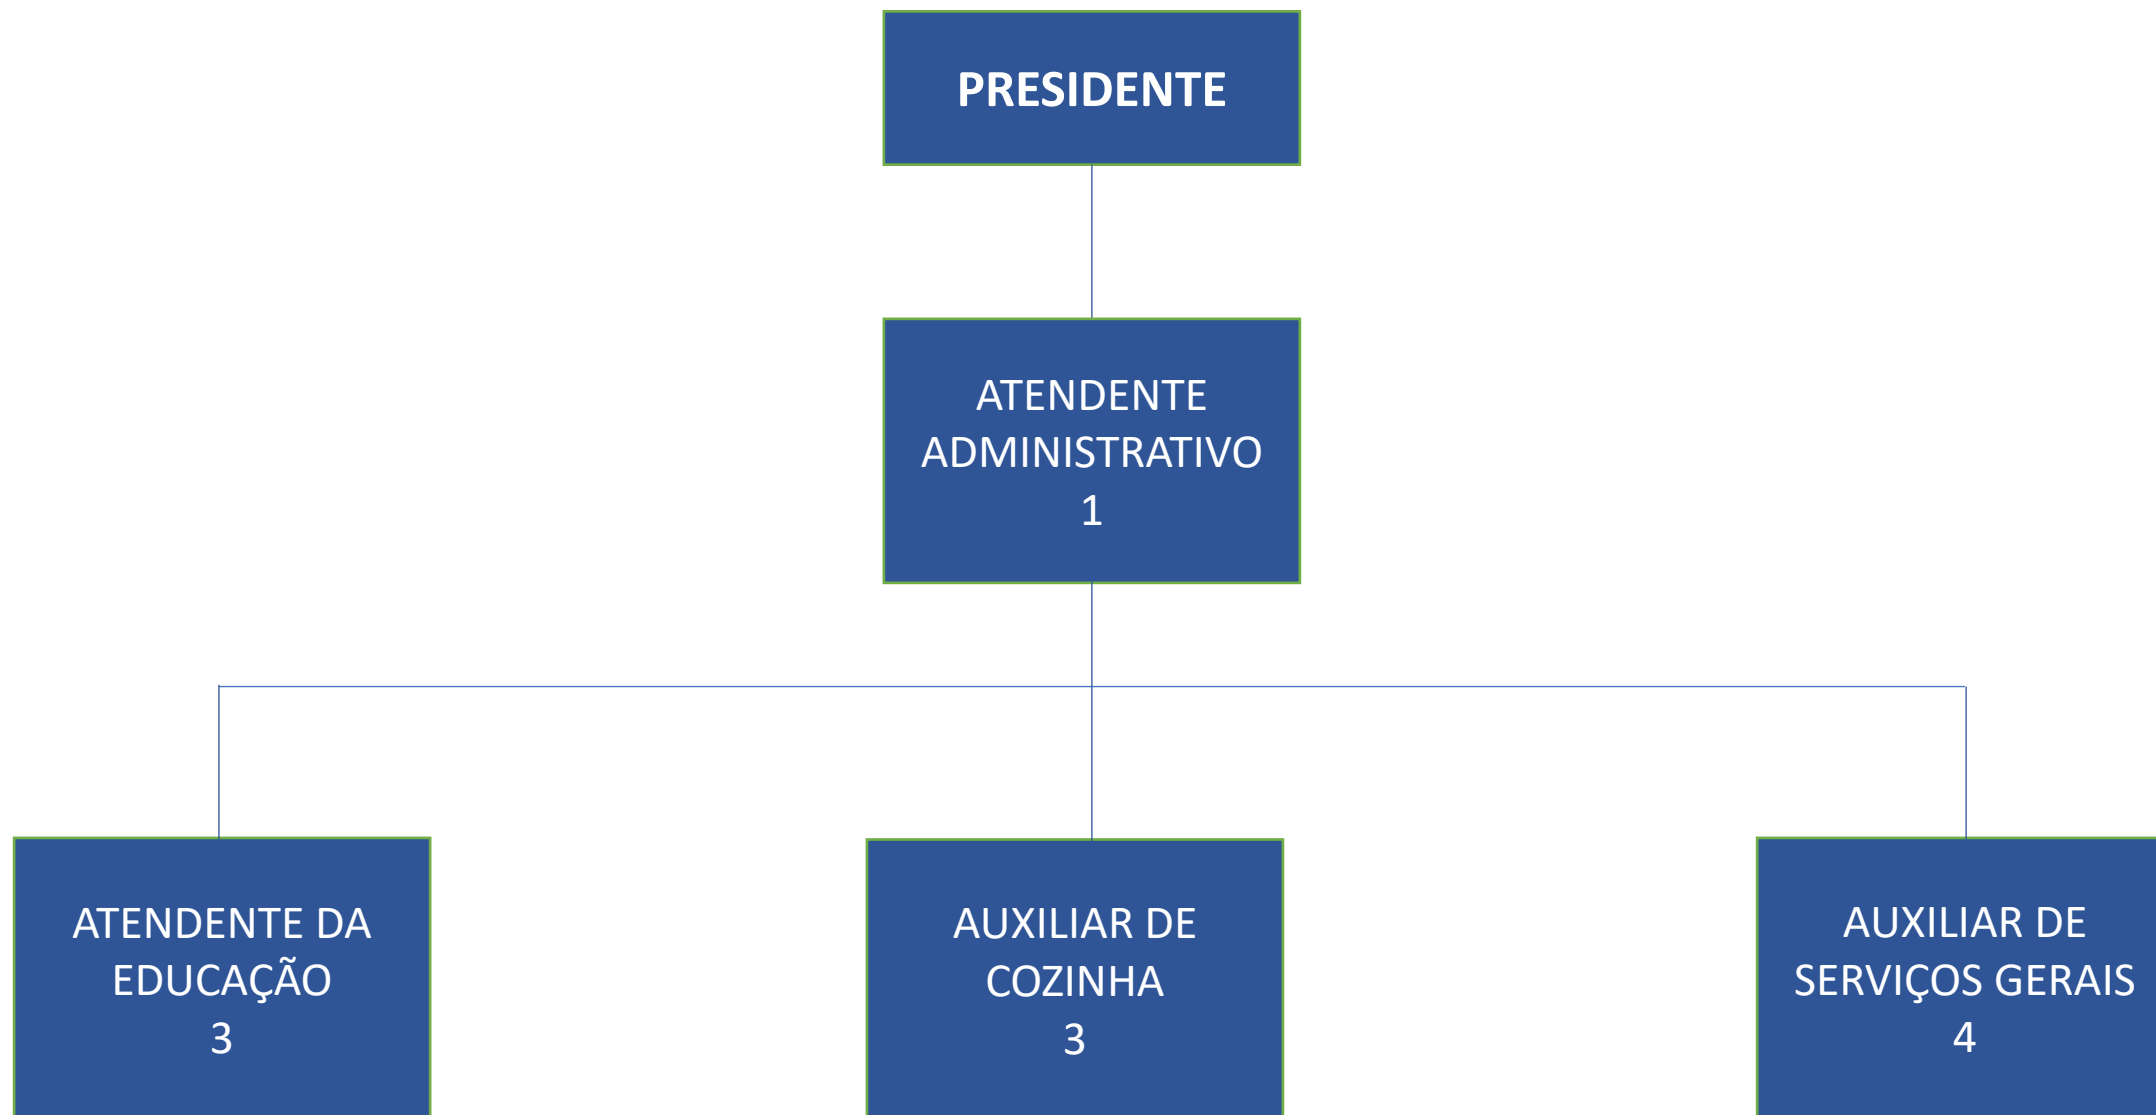 PRESIDENTE
ATENDENTE
ADMINISTRATIVO
1
ATENDENTE DA
EDUCAÇÃO
3
AUXILIAR DE
COZINHA
3
AUXILIAR DE
SERVIÇOS GERAIS
4